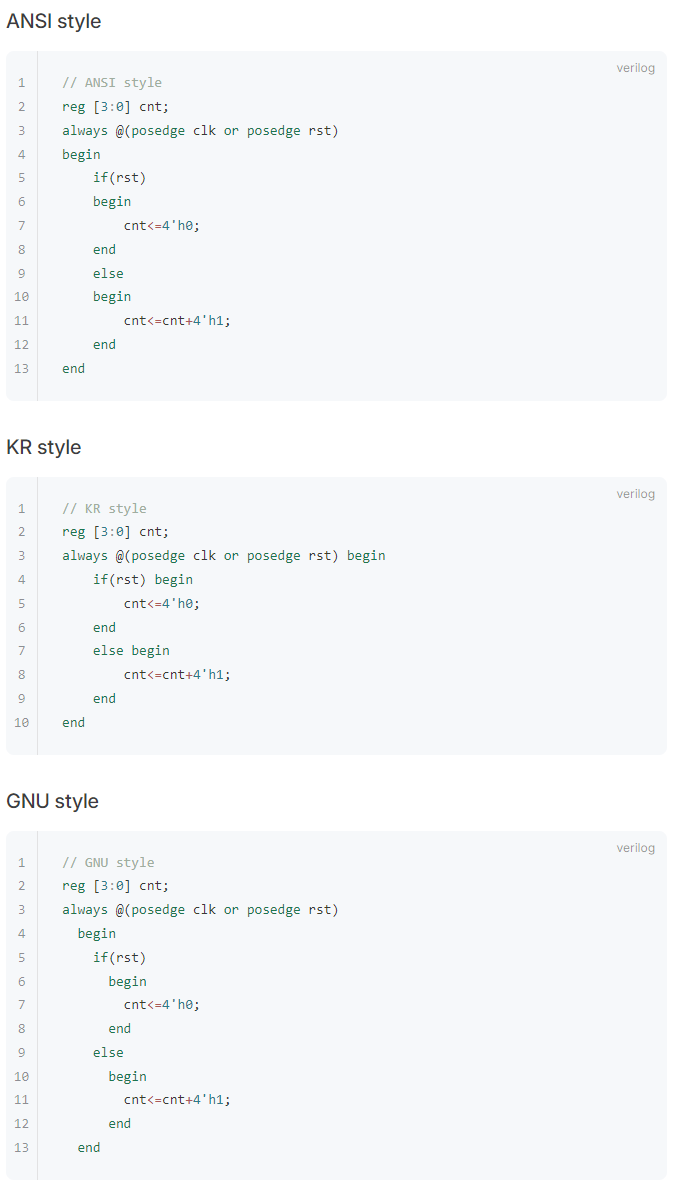 ANSI style
verilog
1 // ANSI style
2 reg [3:0] cnt;
3 always @(posedge clk or posedge rst)
4 begin
5     if(rst)
6     begin
7         cnt<=4'h0;
8     end
9     else
10     begin
11         cnt<=cnt+4'h1;
12     end
13 end
KR style
verilog
1 // KR style
2 reg [3:0] cnt;
3 always @(posedge clk or posedge rst) begin
4     if(rst) begin
5         cnt<=4'h0;
6     end
7     else begin
8         cnt<=cnt+4'h1;
9     end
10 end
GNU style
verilog
1 // GNU style
2 reg [3:0] cnt;
3 always @(posedge clk or posedge rst)
4   begin
5     if(rst)
6       begin
7         cnt<=4'h0;
8       end
9     else
10       begin
11         cnt<=cnt+4'h1;
12       end
13   end